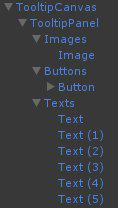 TooltipCanvas
TooltipPanel
Images
Image
Buttons
Button
Texts
Text
Text (1)
Text (2)
Text (3)
Text (4)
Text (5)